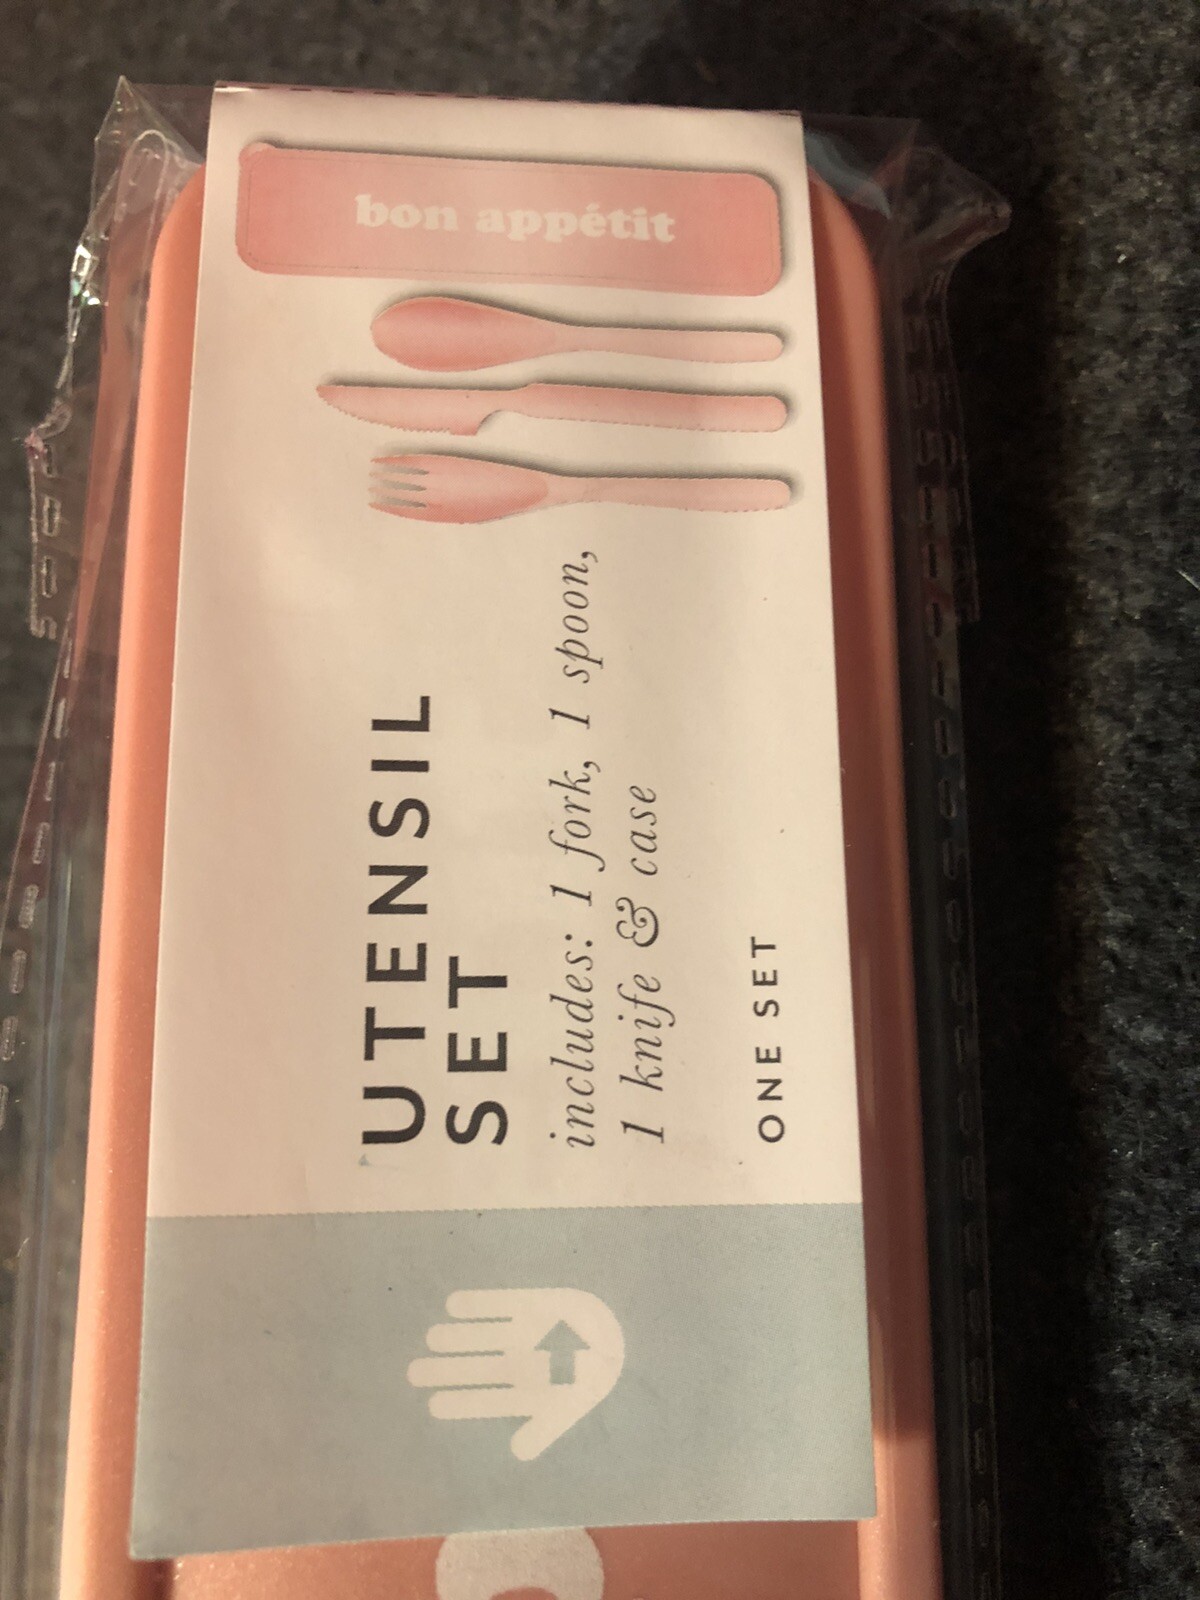 bon appétit
UTENSIL
SET
includes: 1 fork, 1 spoon,
1 knife & case
ONE SET